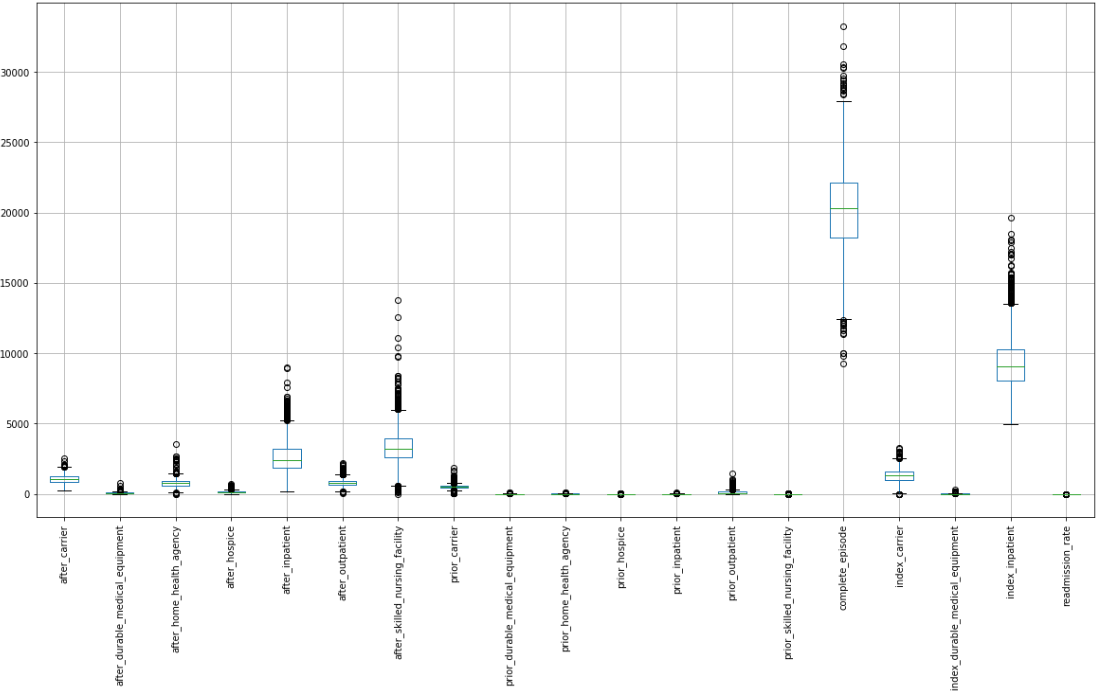 30000
25000
20000
15000
10000
5000
0
after_carrier
after_durable_medical_equipment
after_home_health_agency
after_hospice
after_inpatient
after_outpatient
after_skilled_nursing_facility
prior_carrier
prior_durable_medical_equipment
prior_home_health_agency
prior_hospice
prior_inpatient
prior_outpatient
prior_skilled_nursing_facility
complete_episode
index_carrier
index_durable_medical_equipment
index_inpatient
readmission_rate